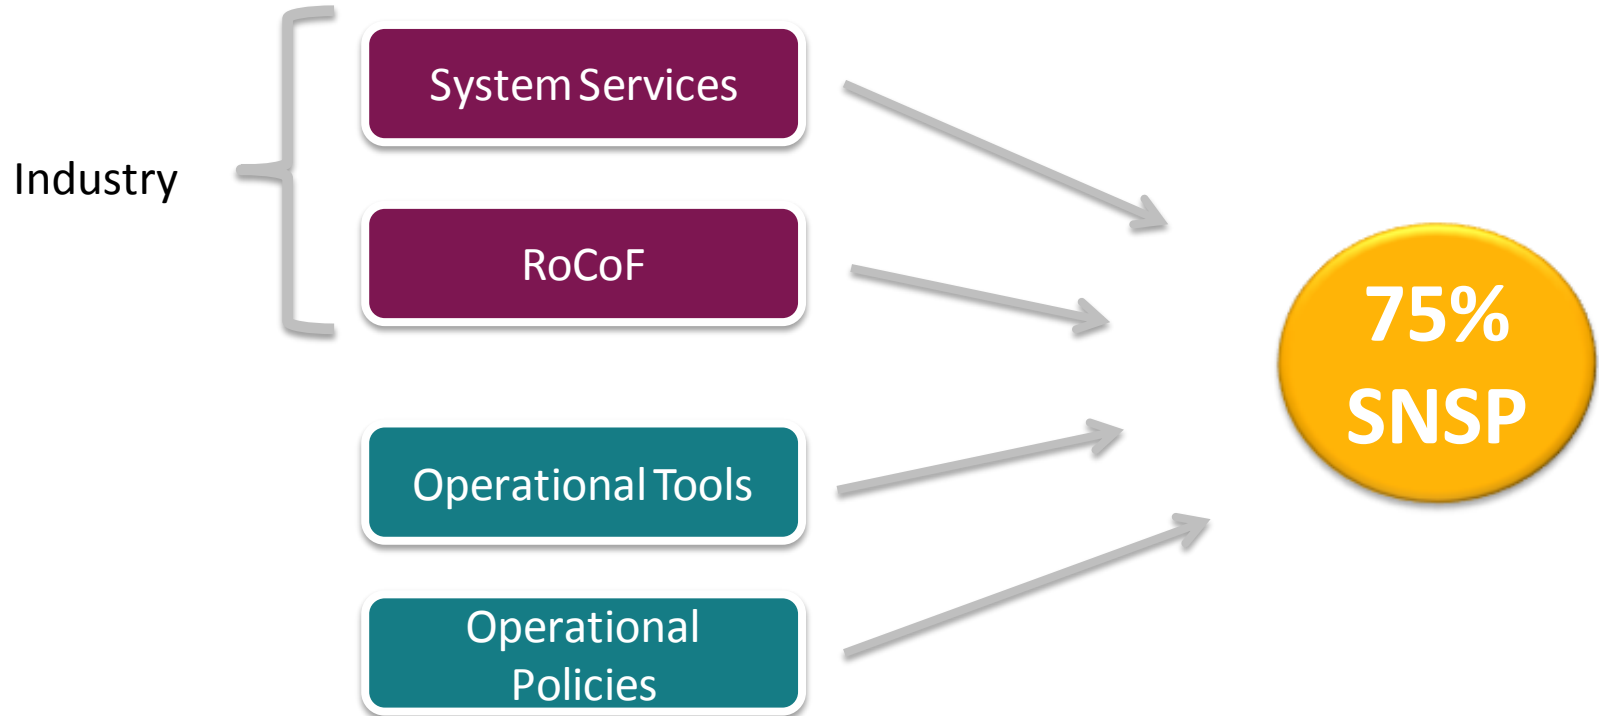 System Services
Industry
RoCoF
75%
SNSP
Operational Tools
Operational
Policies